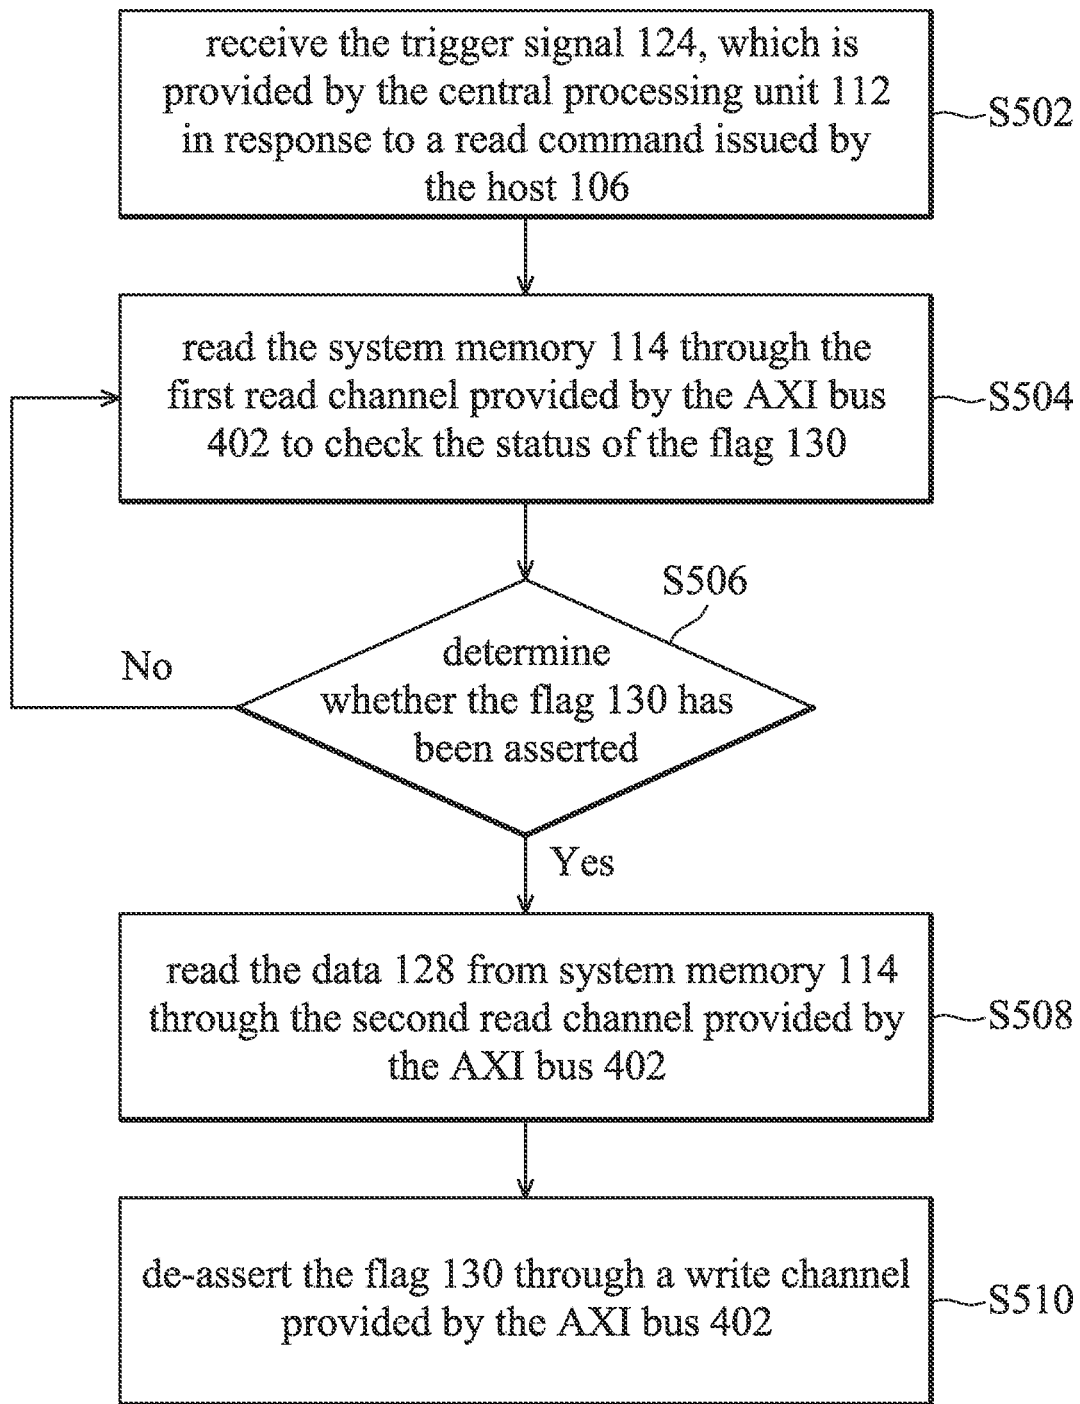 receive the trigger signal 124, which is
provided by the central processing unit 112
in response to a read command issued by
the host 106
S502
read the system memory 114 through the
first read channel provided by the AXI bus
402 to check the status of the flag 130
S504
S506
determine
whether the flag 130 has
been asserted
No
Yes
read the data 128 from system memory 114
through the second read channel provided by
the AXI bus 402
S508
de-assert the flag 130 through a write channel
provided by the AXI bus 402
S510